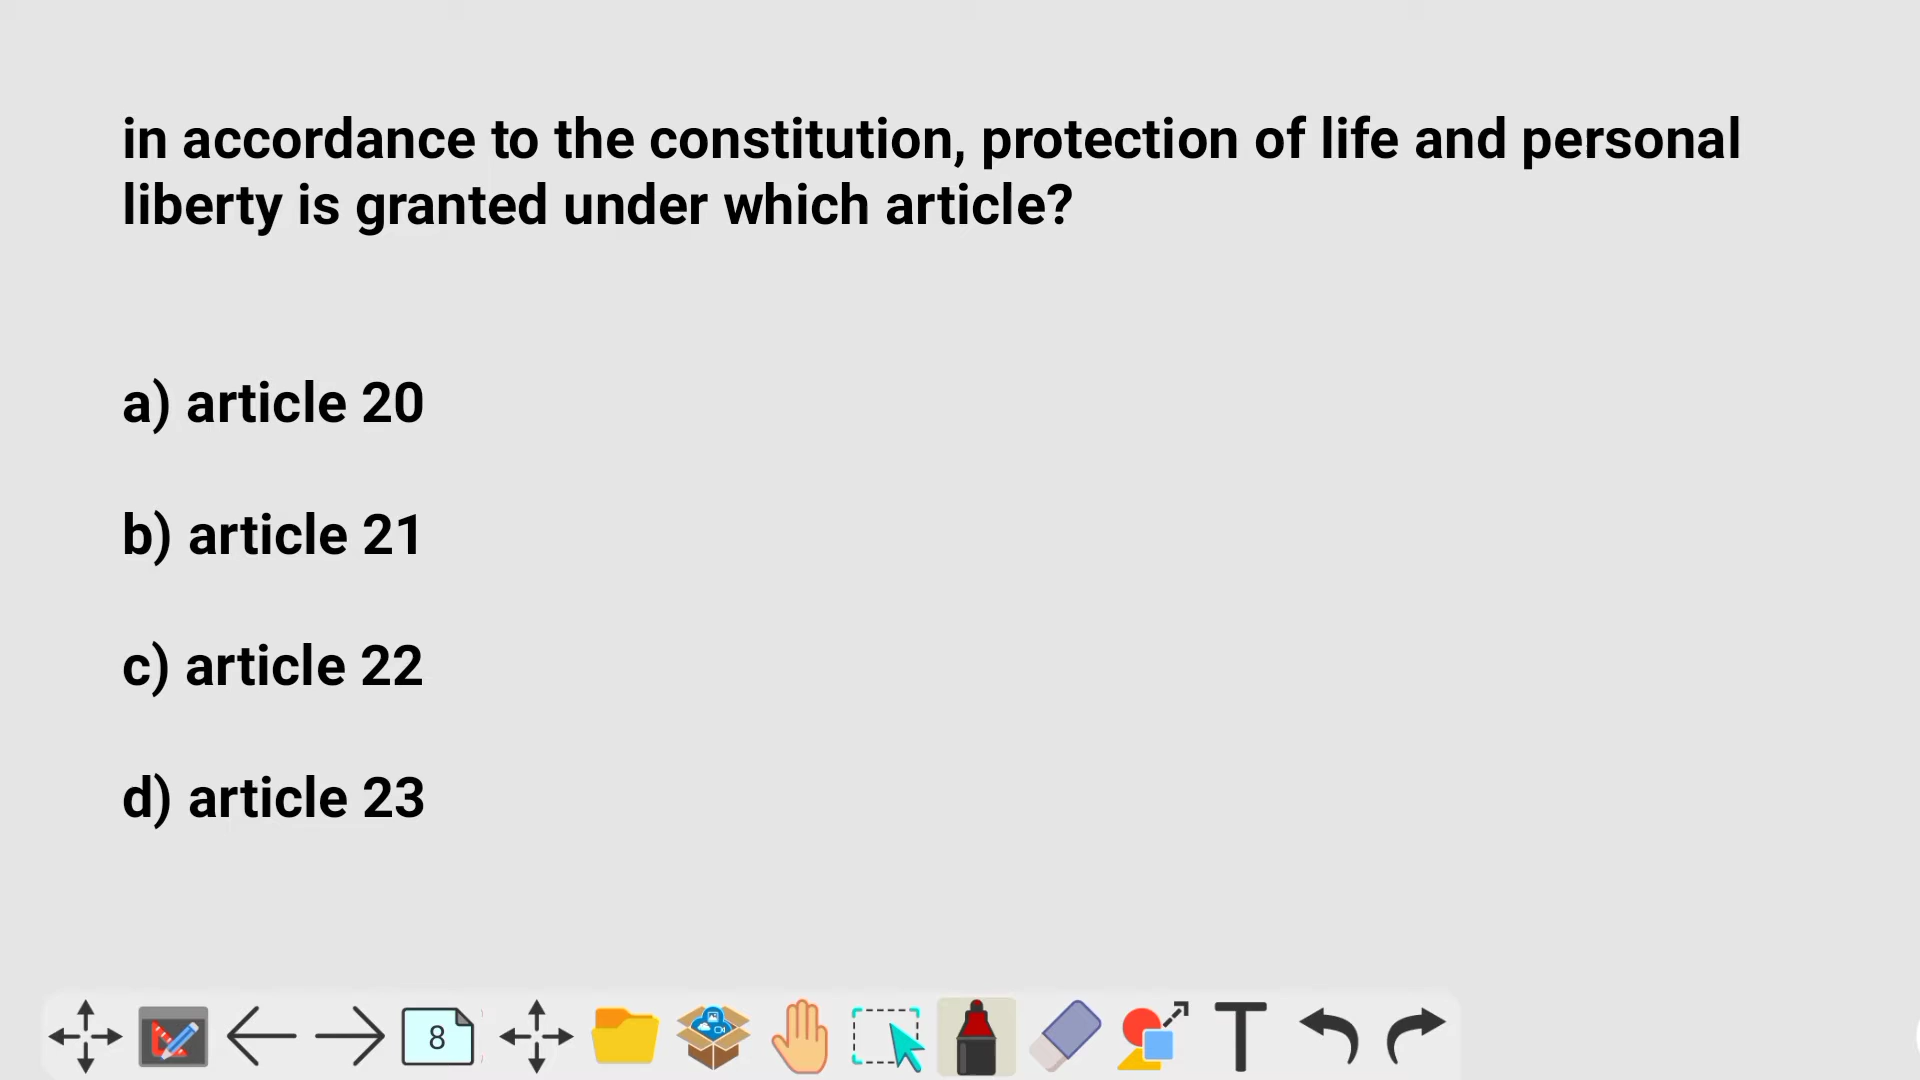 in accordance to the constitution, protection of life and personal
liberty is granted under which article?
a) article 20
b) article 21
c) article 22
d) article 23
8
T